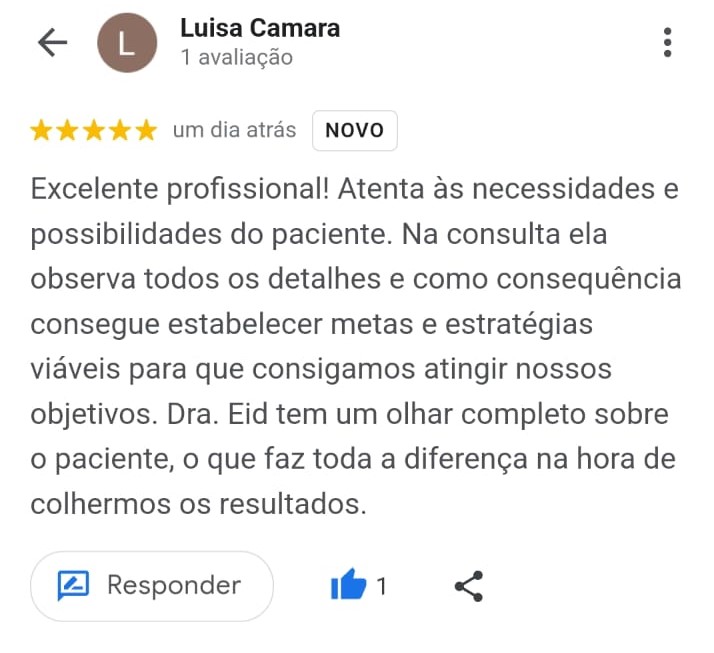 L
Luisa Camara
1 avaliação
um dia atrás NOVO
Excelente profissional! Atenta às necessidades e
possibilidades do paciente. Na consulta ela
observa todos os detalhes e como consequência
consegue estabelecer metas e estratégias
viáveis para que consigamos atingir nossos
objetivos. Dra. Eid tem um olhar completo sobre
o paciente, o que faz toda a diferença na hora de
colhermos os resultados.
Responder 1